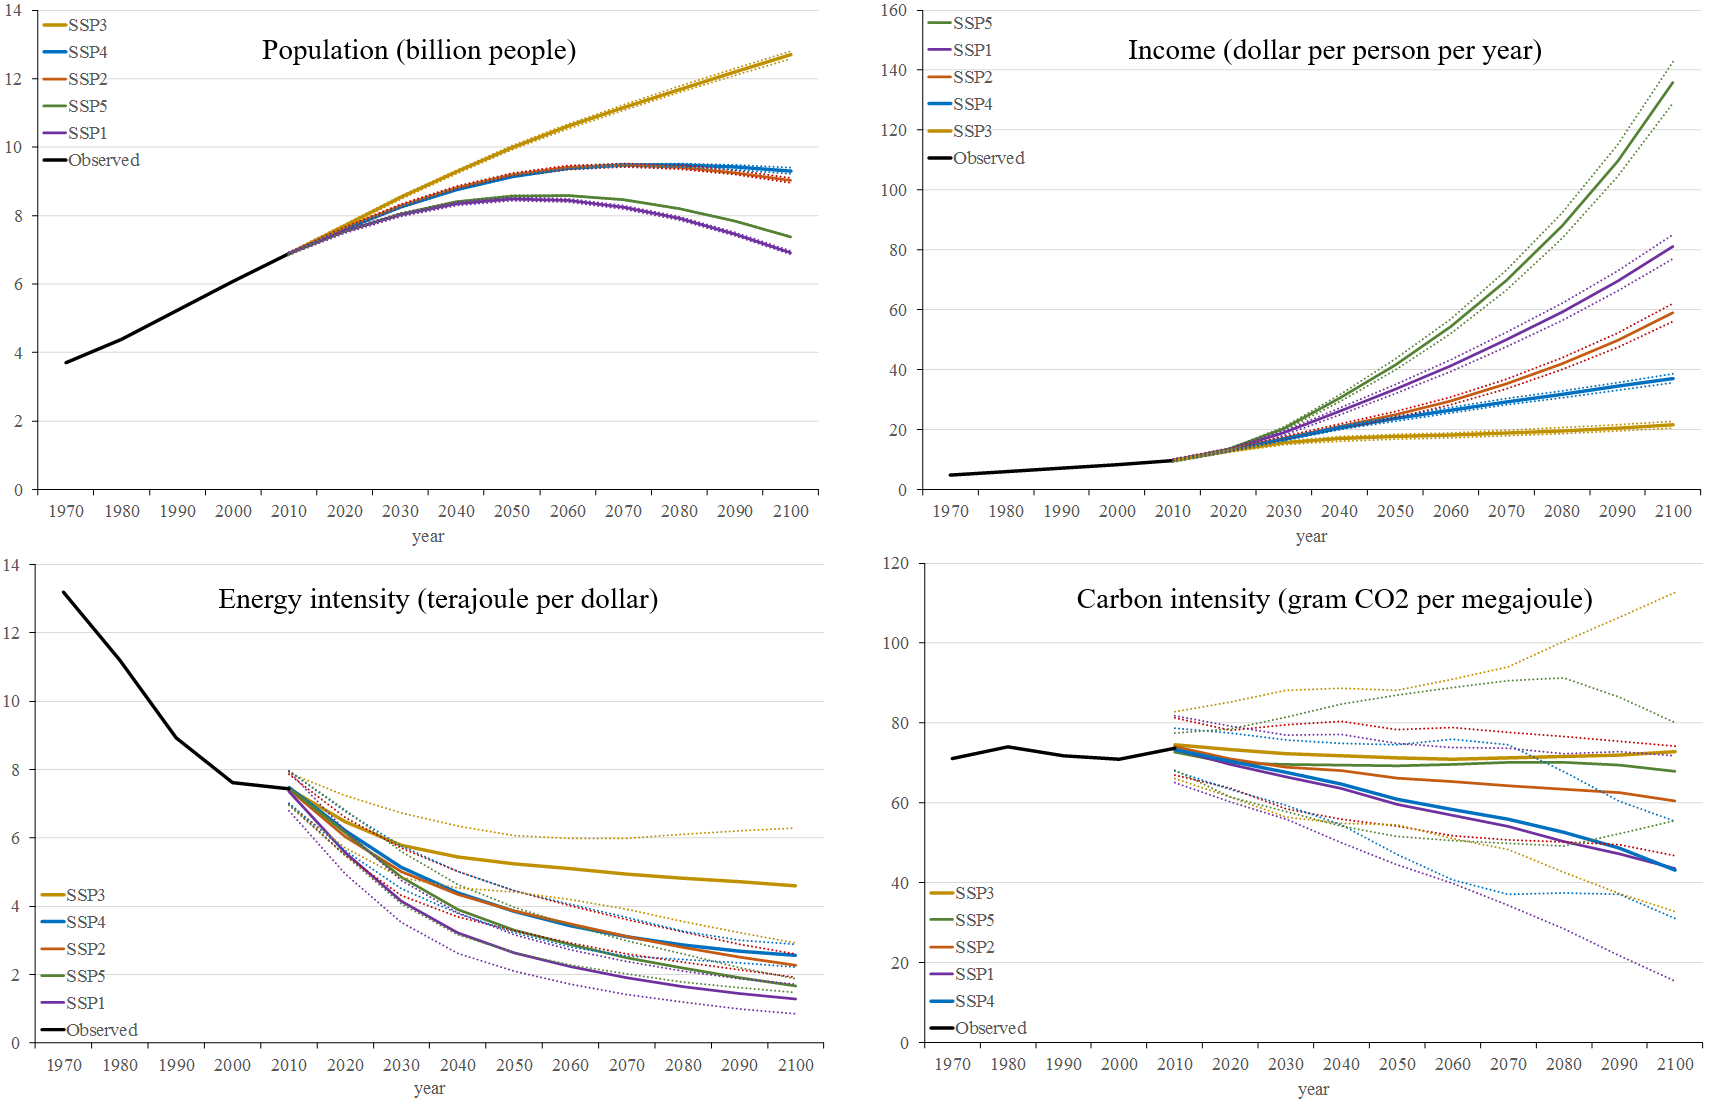 Population (billion people)
14
12
10
8
6
4
2
0
SSP3
SSP4
SSP2
SSP5
SSP1
Observed
1970 1980 1990 2000 2010 2020 2030 2040 2050 2060 2070 2080 2090 2100
year
Income (dollar per person per year)
160
140
120
100
80
60
40
20
0
SSP5
SSP1
SSP2
SSP4
SSP3
Observed
1970 1980 1990 2000 2010 2020 2030 2040 2050 2060 2070 2080 2090 2100
year
Energy intensity (terajoule per dollar)
14
12
10
8
6
4
2
0
SSP3
SSP4
SSP2
SSP5
SSP1
Observed
1970 1980 1990 2000 2010 2020 2030 2040 2050 2060 2070 2080 2090 2100
year
Carbon intensity (gram CO2 per megajoule)
120
100
80
60
40
20
0
SSP3
SSP5
SSP2
SSP1
SSP4
Observed
1970 1980 1990 2000 2010 2020 2030 2040 2050 2060 2070 2080 2090 2100
year